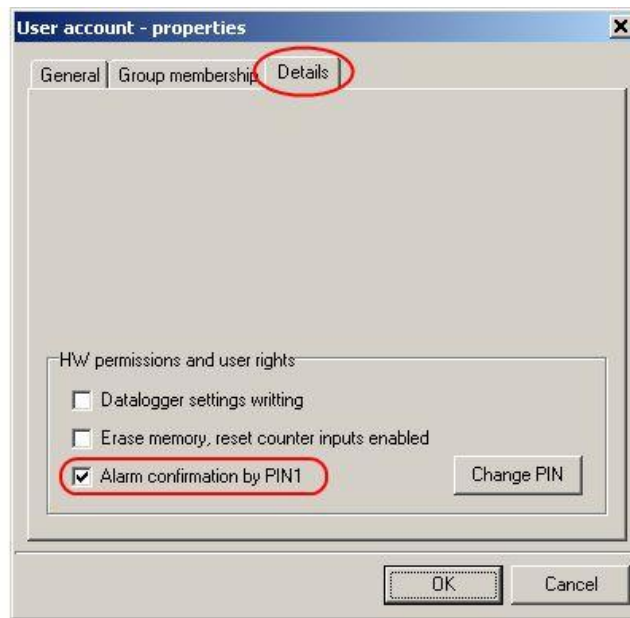 User account - properties
General
Group membership
Details
HW permissions and user rights
Datalogger settings writting
Erase memory, reset counter inputs enabled
Alarm confirmation by PIN1
Change PIN
OK
Cancel